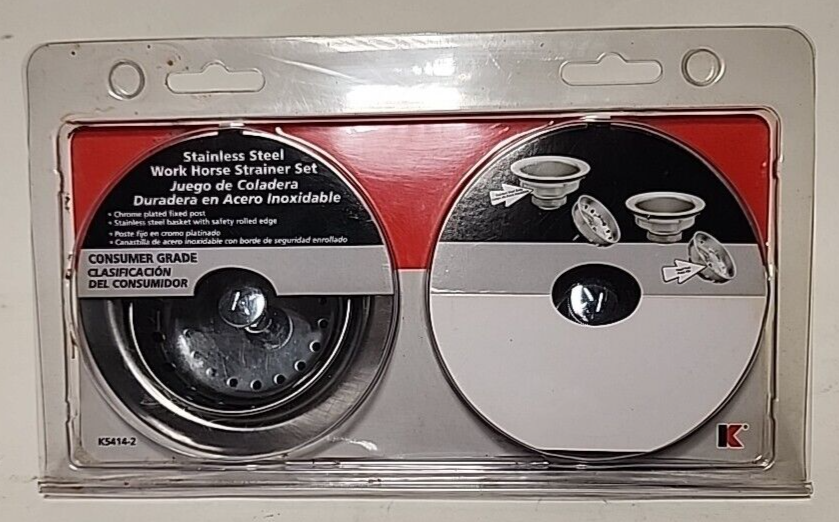 Stainless Steel
Work Horse Strainer Set
Juego de Coladera
Duradera en Acero Inoxidable
• Chrome plated fixed post
• Stainless steel basket with safety rolled edge
• Poste fijo en cromo platinado
• Canastilla de acero inoxidable con borde de seguridad enrollado
CONSUMER GRADE
CLASIFICACIÓN
DEL CONSUMIDOR
K5414-2
K